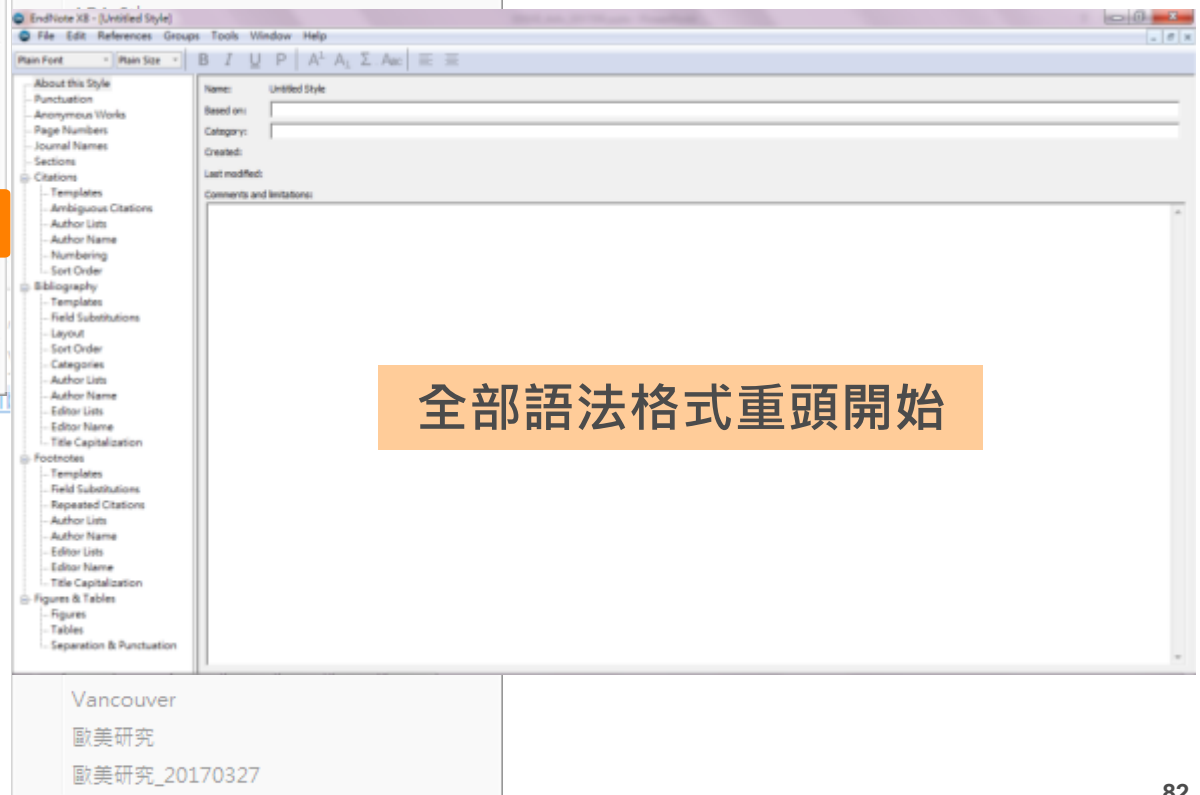 EndNote X8 - [Untitled Style]
File Edit References Groups Tools Window Help
Plain Font Plain Size B I U P A1 A1 Σ Abc
About this Style
Punctuation
Anonymous Works
Page Numbers
Journal Names
Sections
Citations
Templates
Ambiguous Citations
Author Lists
Author Name
Numbering
Sort Order
Bibliography
Templates
Field Substitutions
Layout
Sort Order
Categories
Author Lists
Author Name
Editor Lists
Editor Name
Title Capitalization
Footnotes
Templates
Field Substitutions
Repeated Citations
Author Lists
Author Name
Editor Lists
Editor Name
Title Capitalization
Figures & Tables
Figures
Tables
Separation & Punctuation
Name: Untitled Style
Based on:
Category:
Created:
Last modified:
Comments and limitations:
全部語法格式重頭開始
Vancouver
歐美研究
歐美研究_20170327
82